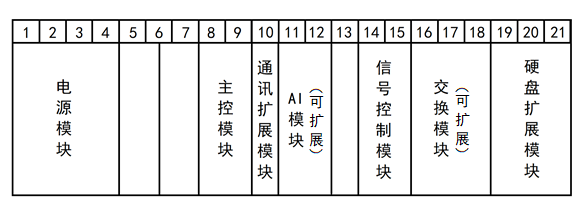 1 2 3 4 5 6 7 8 9 10 11 12 13 14 15 16 17 18 19 20 21
电源模块
主控模块
通讯扩展模块
AI模块
（可扩展）
信号控制模块
交换模块
（可扩展）
硬盘扩展模块